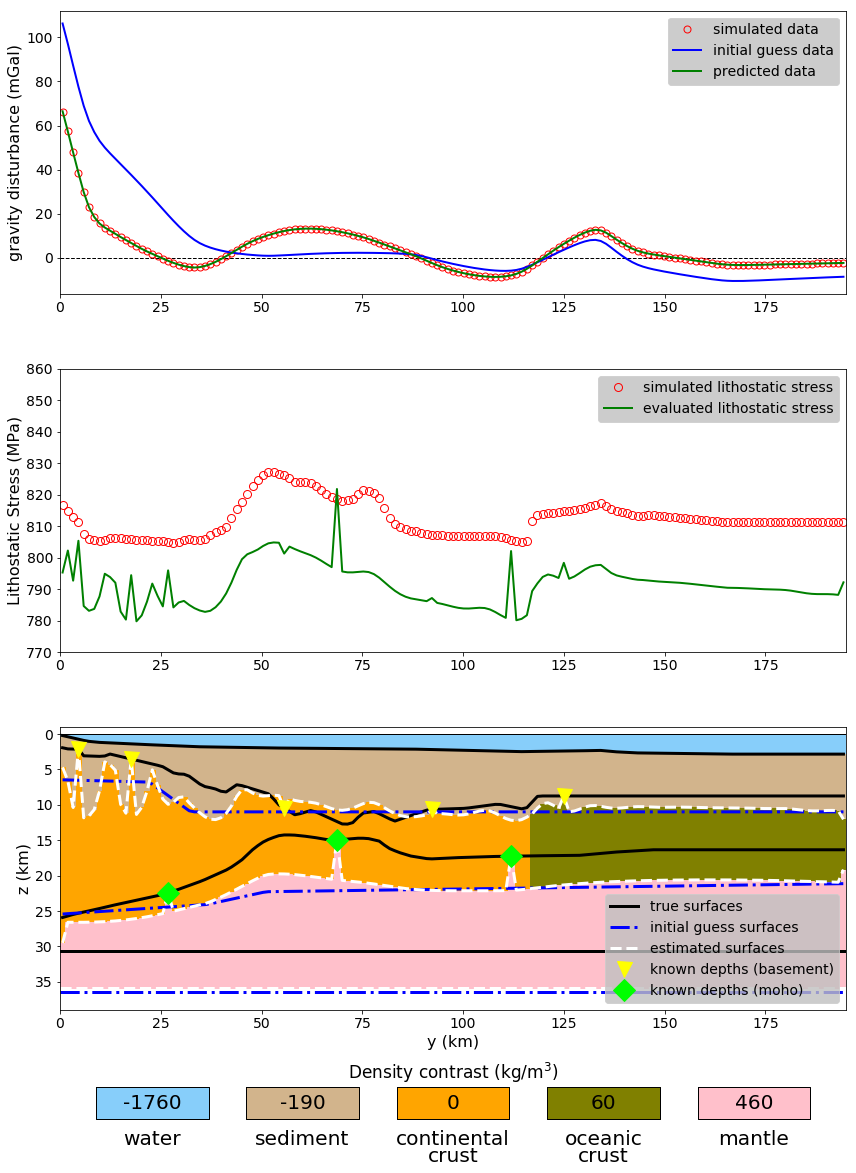 100
80
60
40
20
0
gravity disturbance (mGal)
simulated data
initial guess data
predicted data
0 25 50 75 100 125 150 175
860
850
840
830
820
810
800
790
780
770
Lithostatic Stress (MPa)
simulated lithostatic stress
evaluated lithostatic stress
0 25 50 75 100 125 150 175
0
5
10
15
20
25
30
35
z (km)
true surfaces
initial guess surfaces
estimated surfaces
known depths (basement)
known depths (moho)
0 25 50 75 100 125 150 175
y (km)
Density contrast (kg/m³)
-1760 -190 0 60 460
water sediment continental oceanic mantle
crust crust